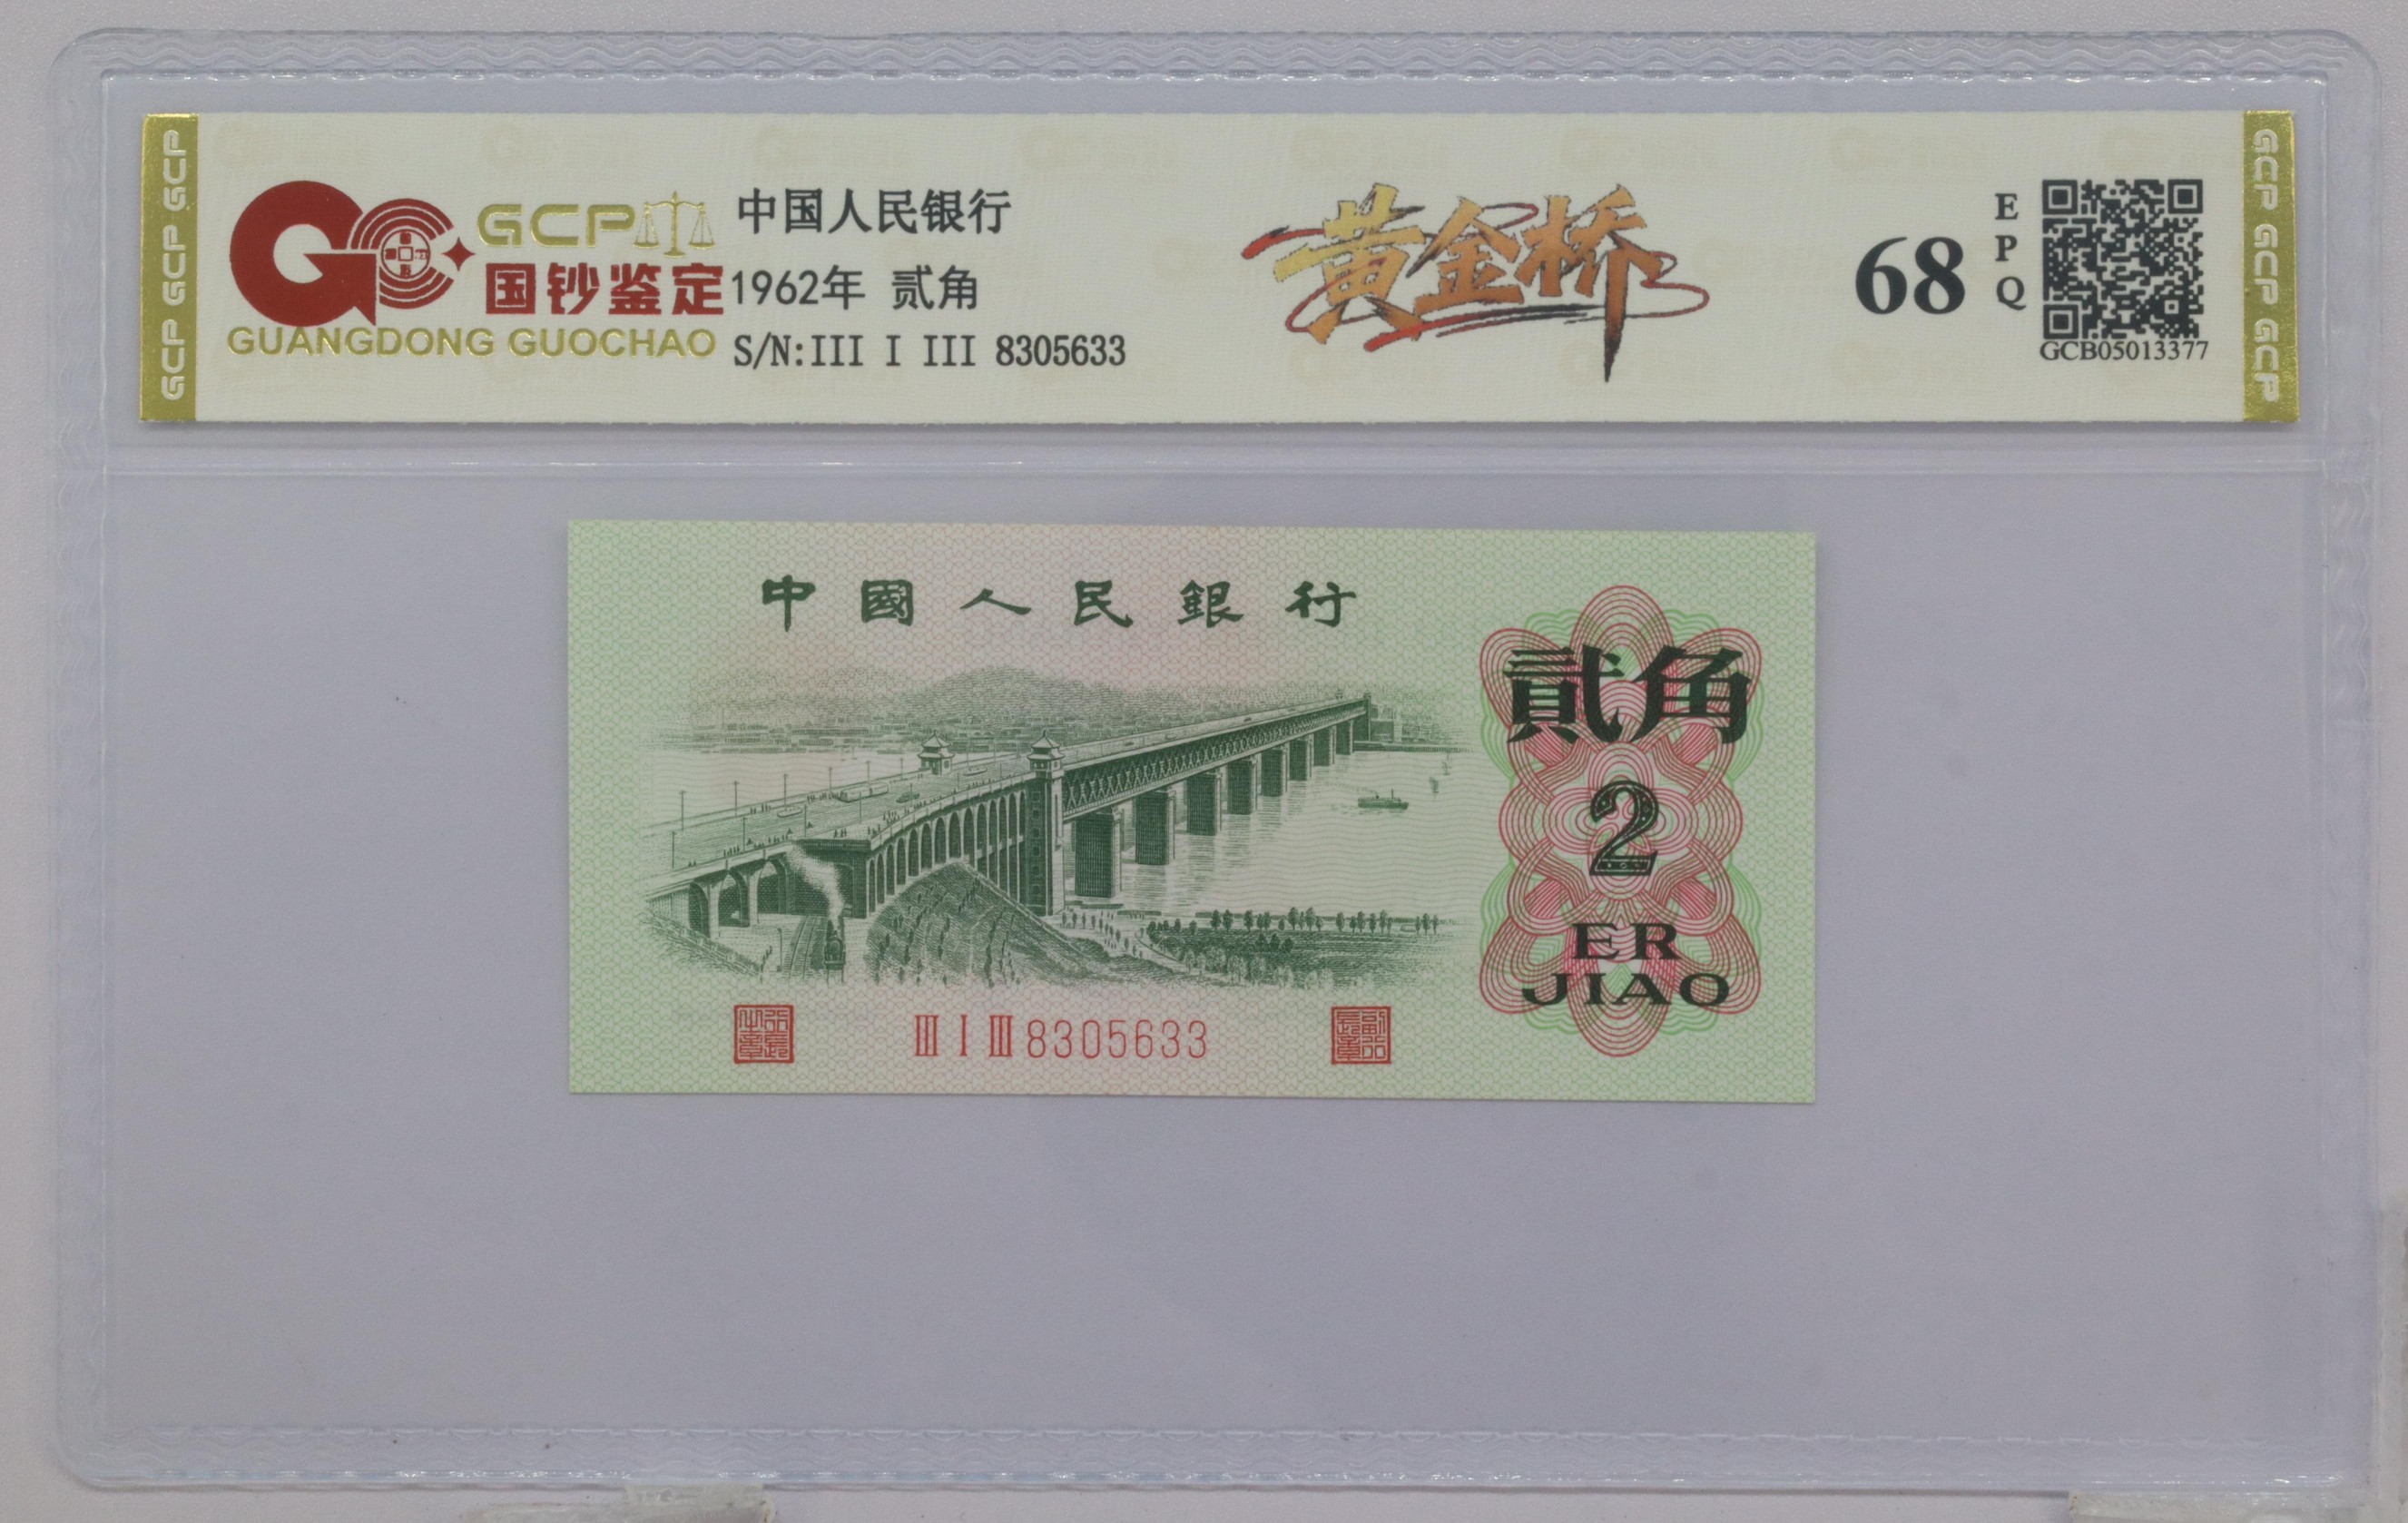 GCP GCP GCP
GCP
国钞鉴定
GUANGDONG GUOCHAO
中国人民银行
1962年 贰角
S/N:III I III 8305633
黄金桥
68
EPQ
GCB05013377
GCP GCP GCP
中國人民銀行
貳角
2
ER
JIAO
Ⅲ Ⅰ Ⅲ 8305633